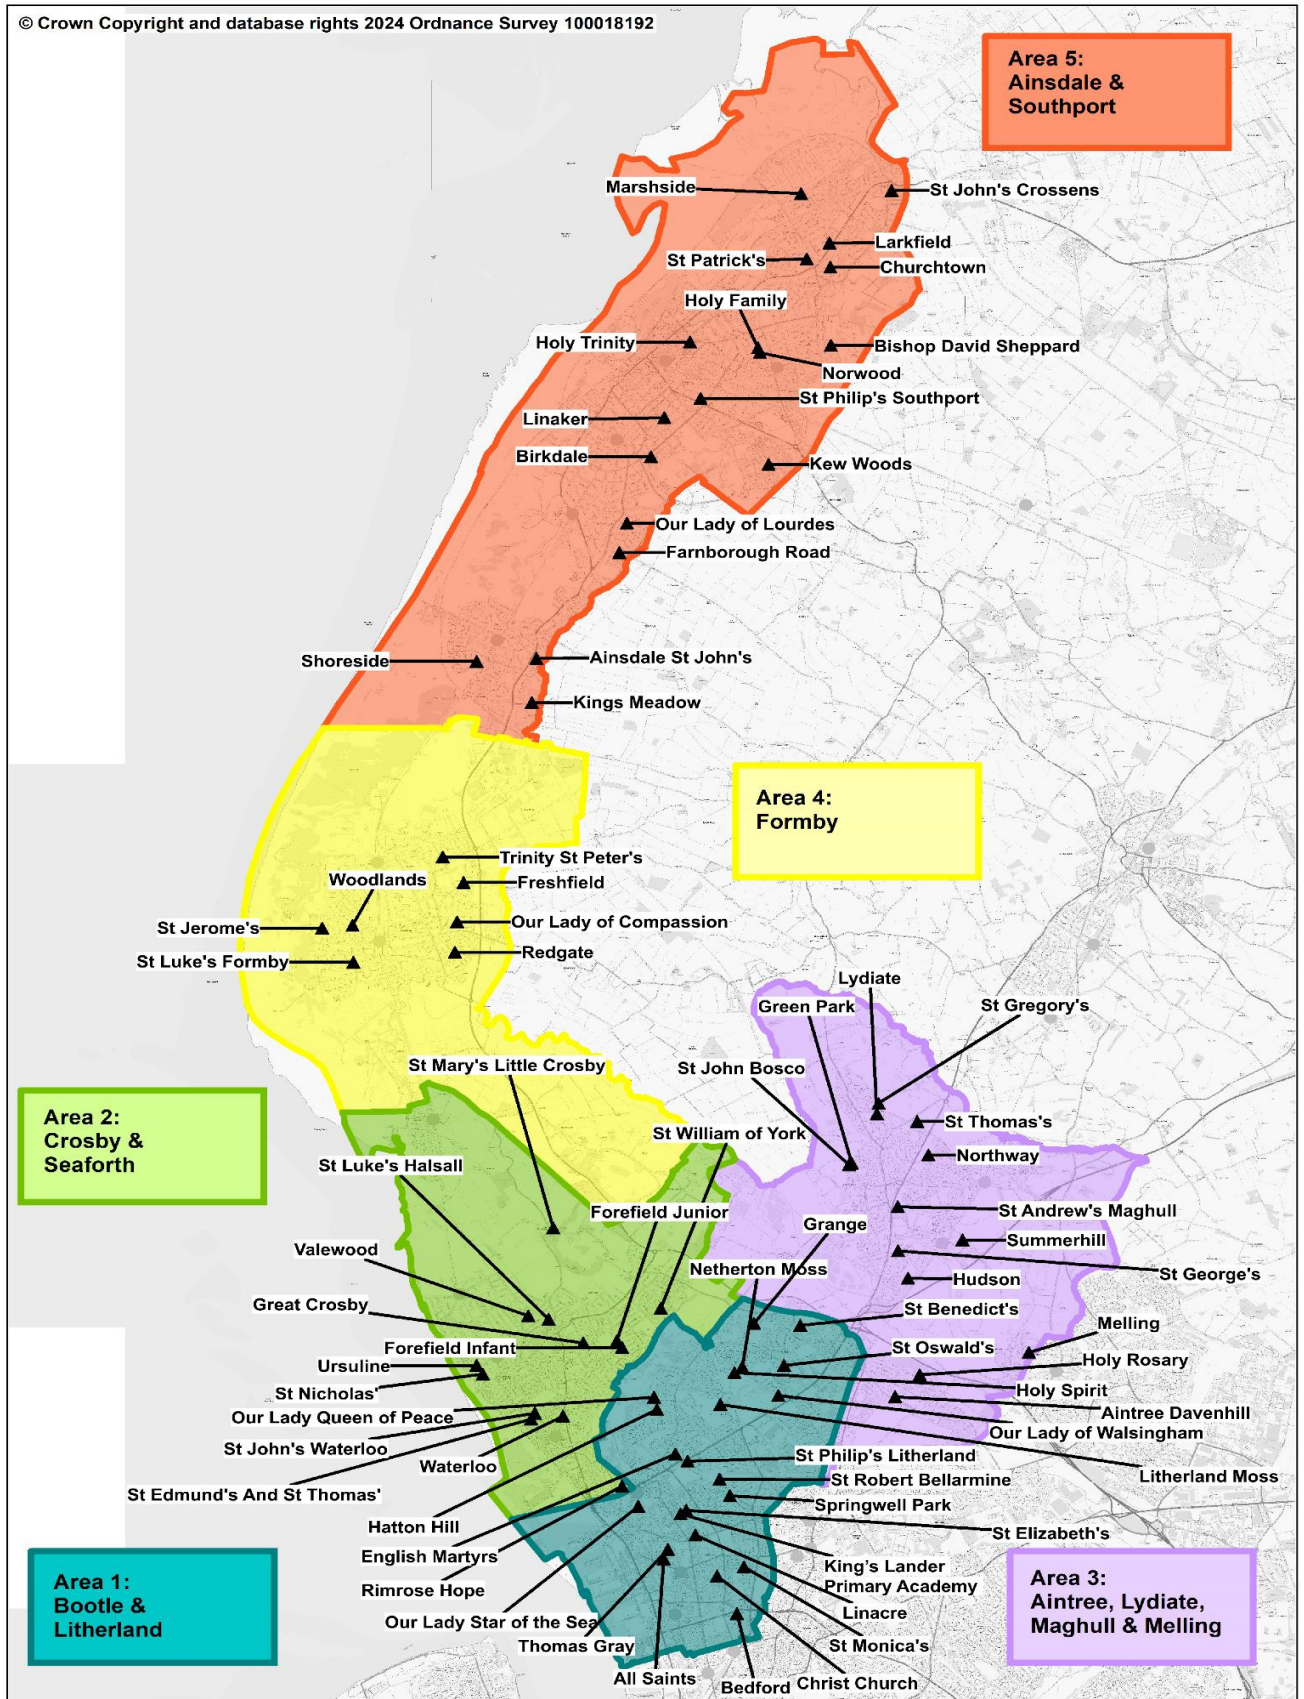 © Crown Copyright and database rights 2024 Ordnance Survey 100018192
Area 5:
Ainsdale &
Southport
Marshside
St John's Crossens
Larkfield
St Patrick's
Churchtown
Holy Family
Holy Trinity
Bishop David Sheppard
Norwood
St Philip's Southport
Linaker
Birkdale
Kew Woods
Our Lady of Lourdes
Farnborough Road
Shoreside
Ainsdale St John's
Kings Meadow
Area 4:
Formby
Trinity St Peter's
Woodlands
Freshfield
St Jerome's
Our Lady of Compassion
St Luke's Formby
Redgate
Lydiate
Green Park
St Gregory's
St Mary's Little Crosby
St John Bosco
Area 2:
Crosby &
Seaforth
St Thomas's
St William of York
Northway
St Luke's Halsall
Forefield Junior
Grange
St Andrew's Maghull
Summerhill
Valewood
Netherton Moss
St George's
Hudson
Great Crosby
St Benedict's
Melling
Forefield Infant
St Oswald's
Holy Rosary
Ursuline
St Nicholas'
Holy Spirit
Our Lady Queen of Peace
Aintree Davenhill
Our Lady of Walsingham
St John's Waterloo
Waterloo
St Philip's Litherland
Litherland Moss
St Robert Bellarmine
St Edmund's And St Thomas'
Springwell Park
Hatton Hill
St Elizabeth's
English Martyrs
King's Lander
Primary Academy
Rimrose Hope
Linacre
Our Lady Star of the Sea
Thomas Gray
St Monica's
All Saints
Bedford
Christ Church
Area 1:
Bootle &
Litherland
Area 3:
Aintree, Lydiate,
Maghull & Melling